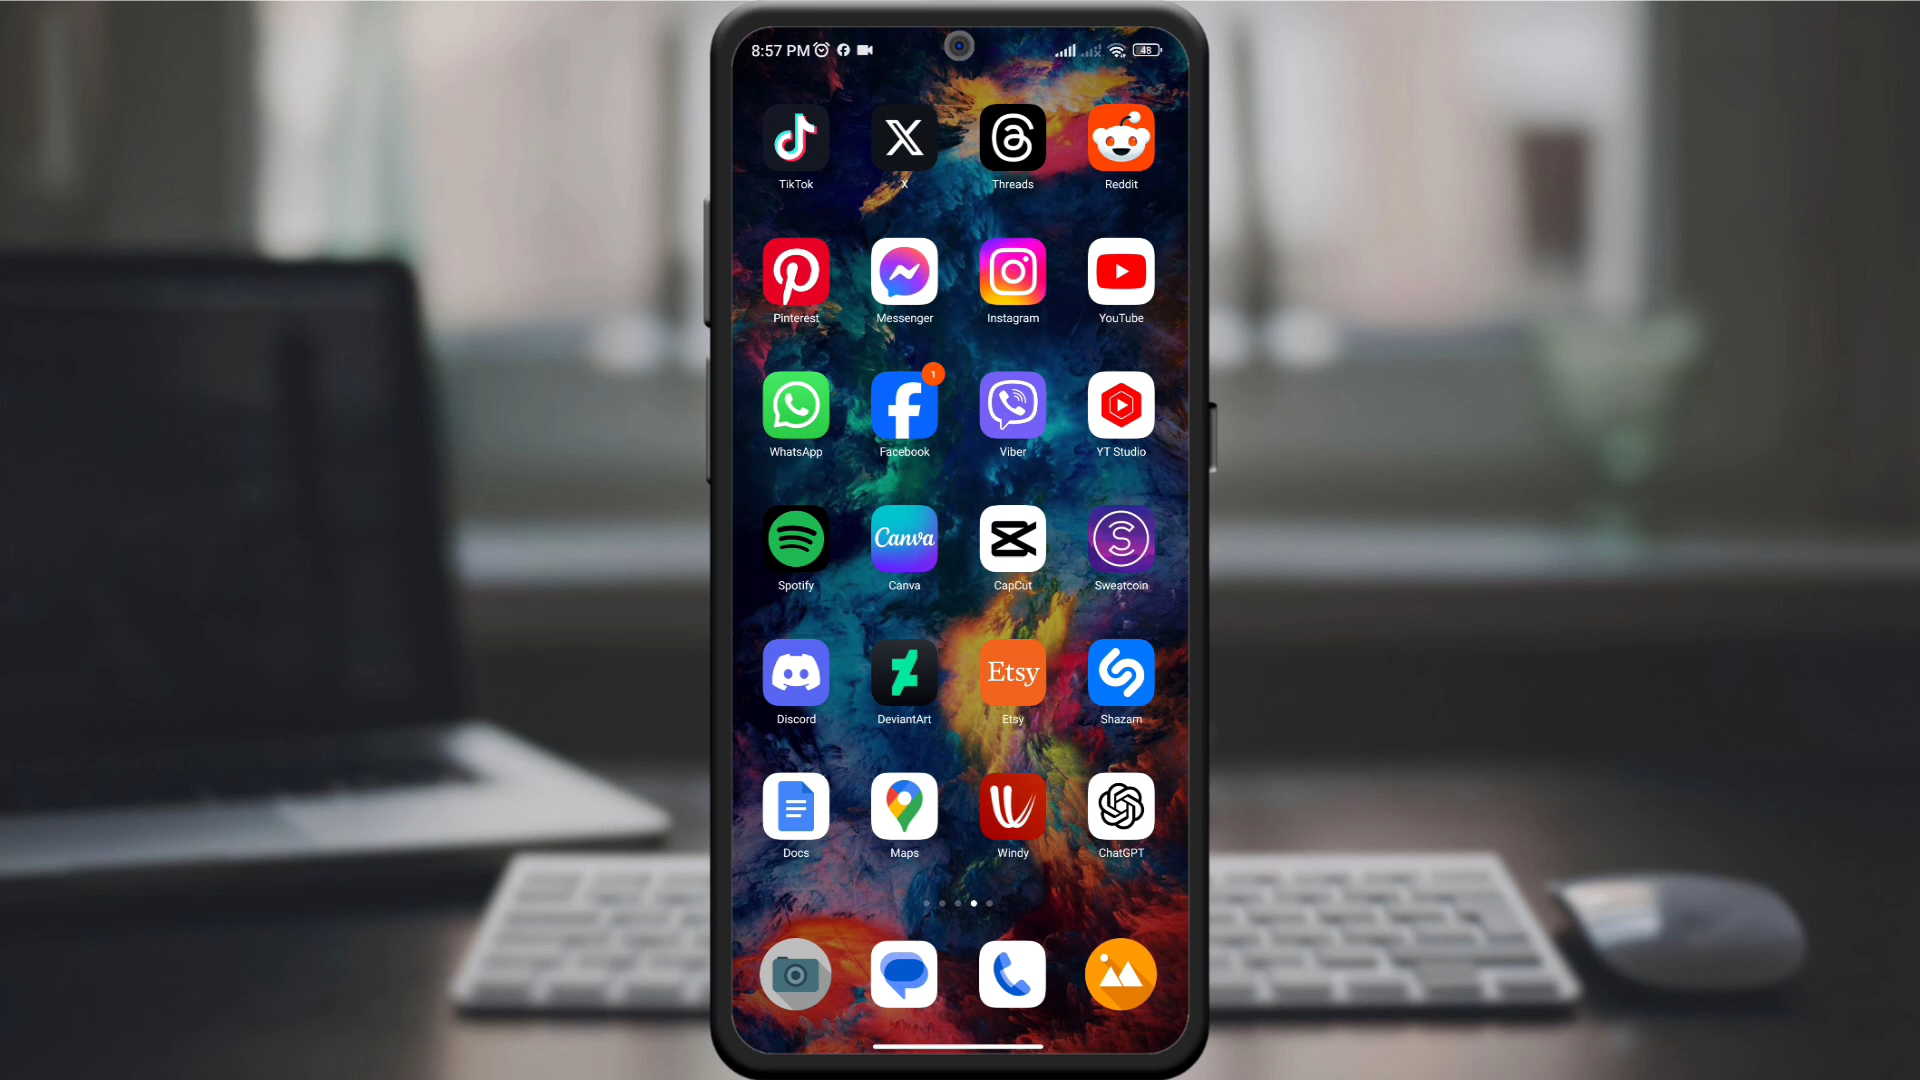 8:57 PM 48
TikTok X Threads Reddit
Pinterest Messenger Instagram YouTube
1
WhatsApp Facebook Viber YT Studio
Canva
Spotify Canva CapCut Sweatcoin
Etsy
Discord DeviantArt Etsy Shazam
Docs Maps Windy ChatGPT